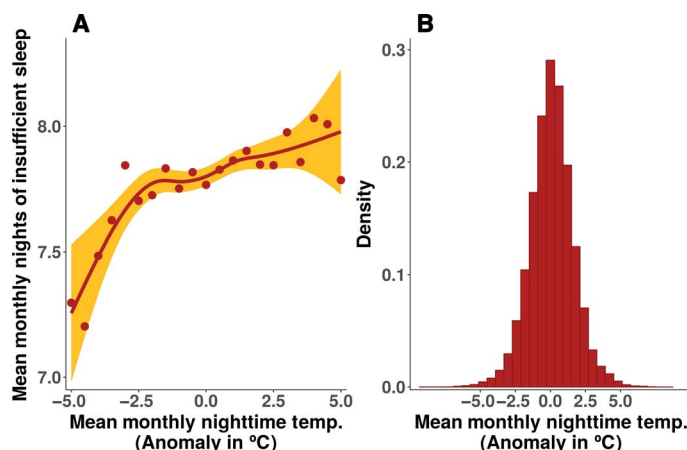 A
Mean monthly nights of insufficient sleep
8.0
7.5
7.0
−5.0 −2.5 0.0 2.5 5.0
Mean monthly nighttime temp.
(Anomaly in ºC)
B
Density
0.3
0.2
0.1
0.0
−5.0 −2.5 0.0 2.5 5.0
Mean monthly nighttime temp.
(Anomaly in ºC)